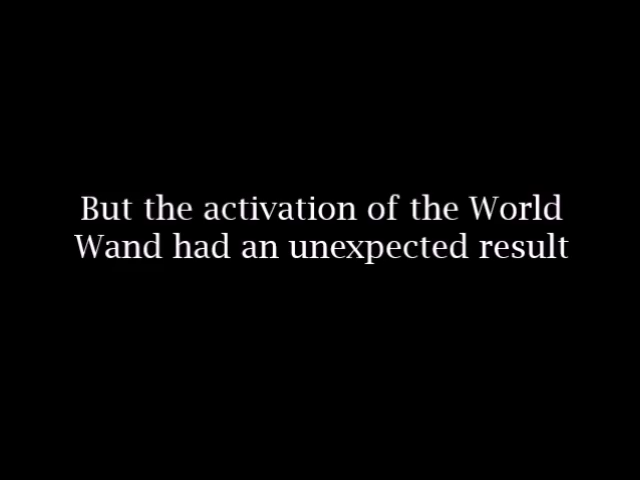 But the activation of the World
Wand had an unexpected result